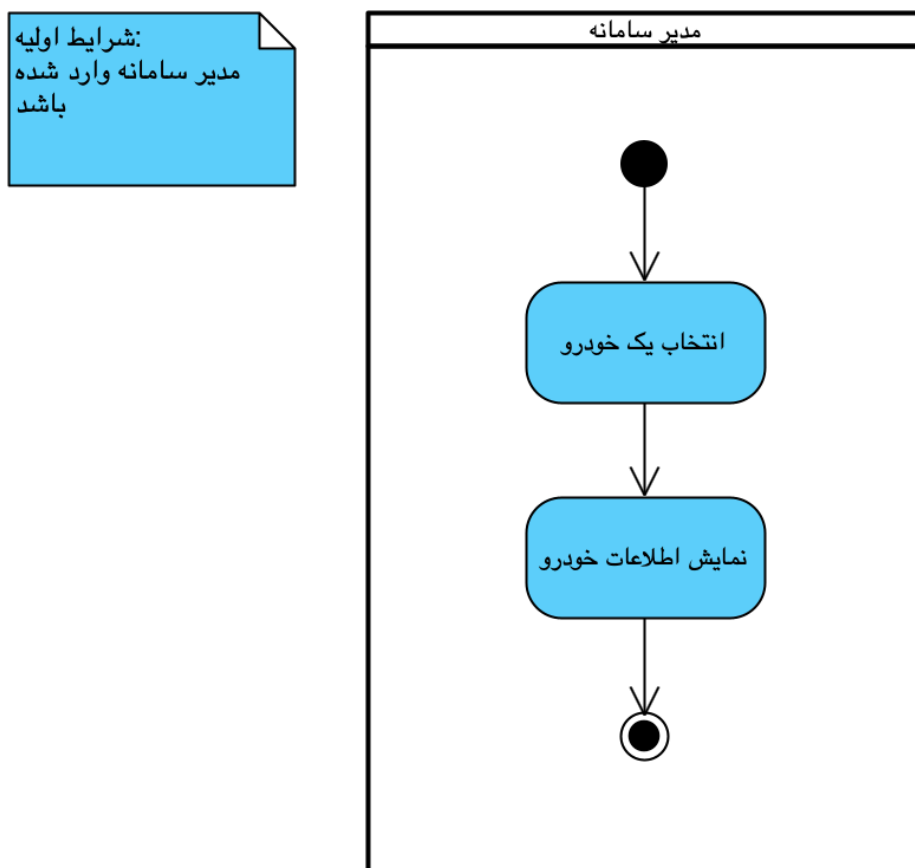 شرایط اولیه:
مدیر سامانه وارد شده
باشد
مدیر سامانه
انتخاب یک خودرو
نمایش اطلاعات خودرو